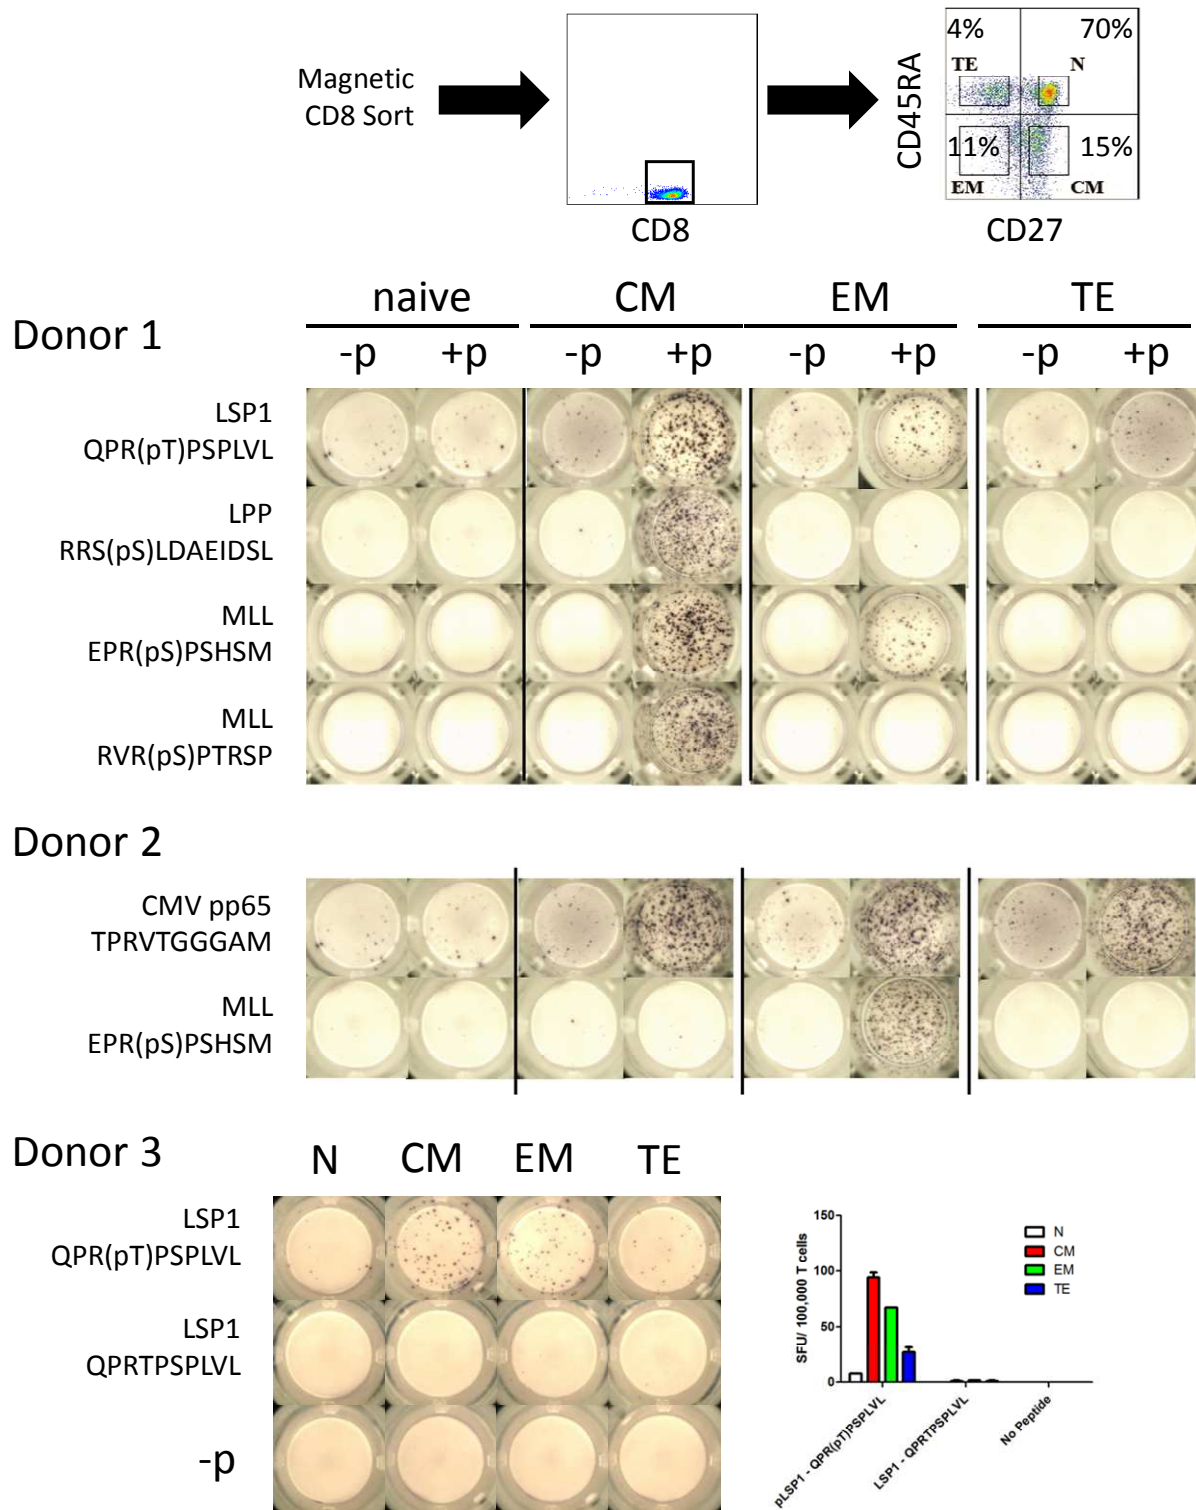 Magnetic
CD8 Sort
CD8
CD45RA
4% 70%
TE N
11% 15%
EM CM
CD27
Donor 1
naive CM EM TE
-p +p -p +p -p +p -p +p
LSP1
QPR(pT)PSPLVL
LPP
RRS(pS)LDAEIDSL
MLL
EPR(pS)PSHSM
MLL
RVR(pS)PTRSP
Donor 2
CMV pp65
TPRVTGGGAM
MLL
EPR(pS)PSHSM
Donor 3
N CM EM TE
LSP1
QPR(pT)PSPLVL
LSP1
QPRTPSPLVL
-p
SFU/ 100,000 T cells
150
100
50
0
N
CM
EM
TE
pLSP1 - QPR(pT)PSPLVL
LSP1 - QPRTPSPLVL
No Peptide